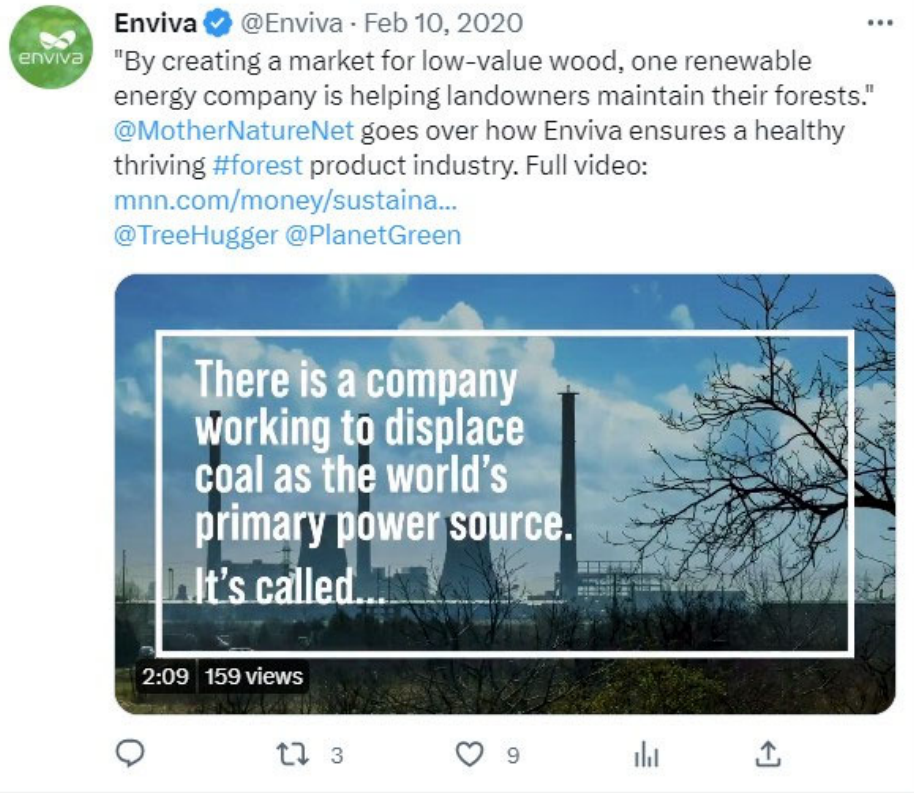 Enviva @Enviva · Feb 10, 2020
enviva
"By creating a market for low-value wood, one renewable
energy company is helping landowners maintain their forests."
@MotherNatureNet goes over how Enviva ensures a healthy
thriving #forest product industry. Full video:
mnn.com/money/sustaina...
@TreeHugger @PlanetGreen
There is a company
working to displace
coal as the world's
primary power source.
It's called...
2:09 159 views
3 9